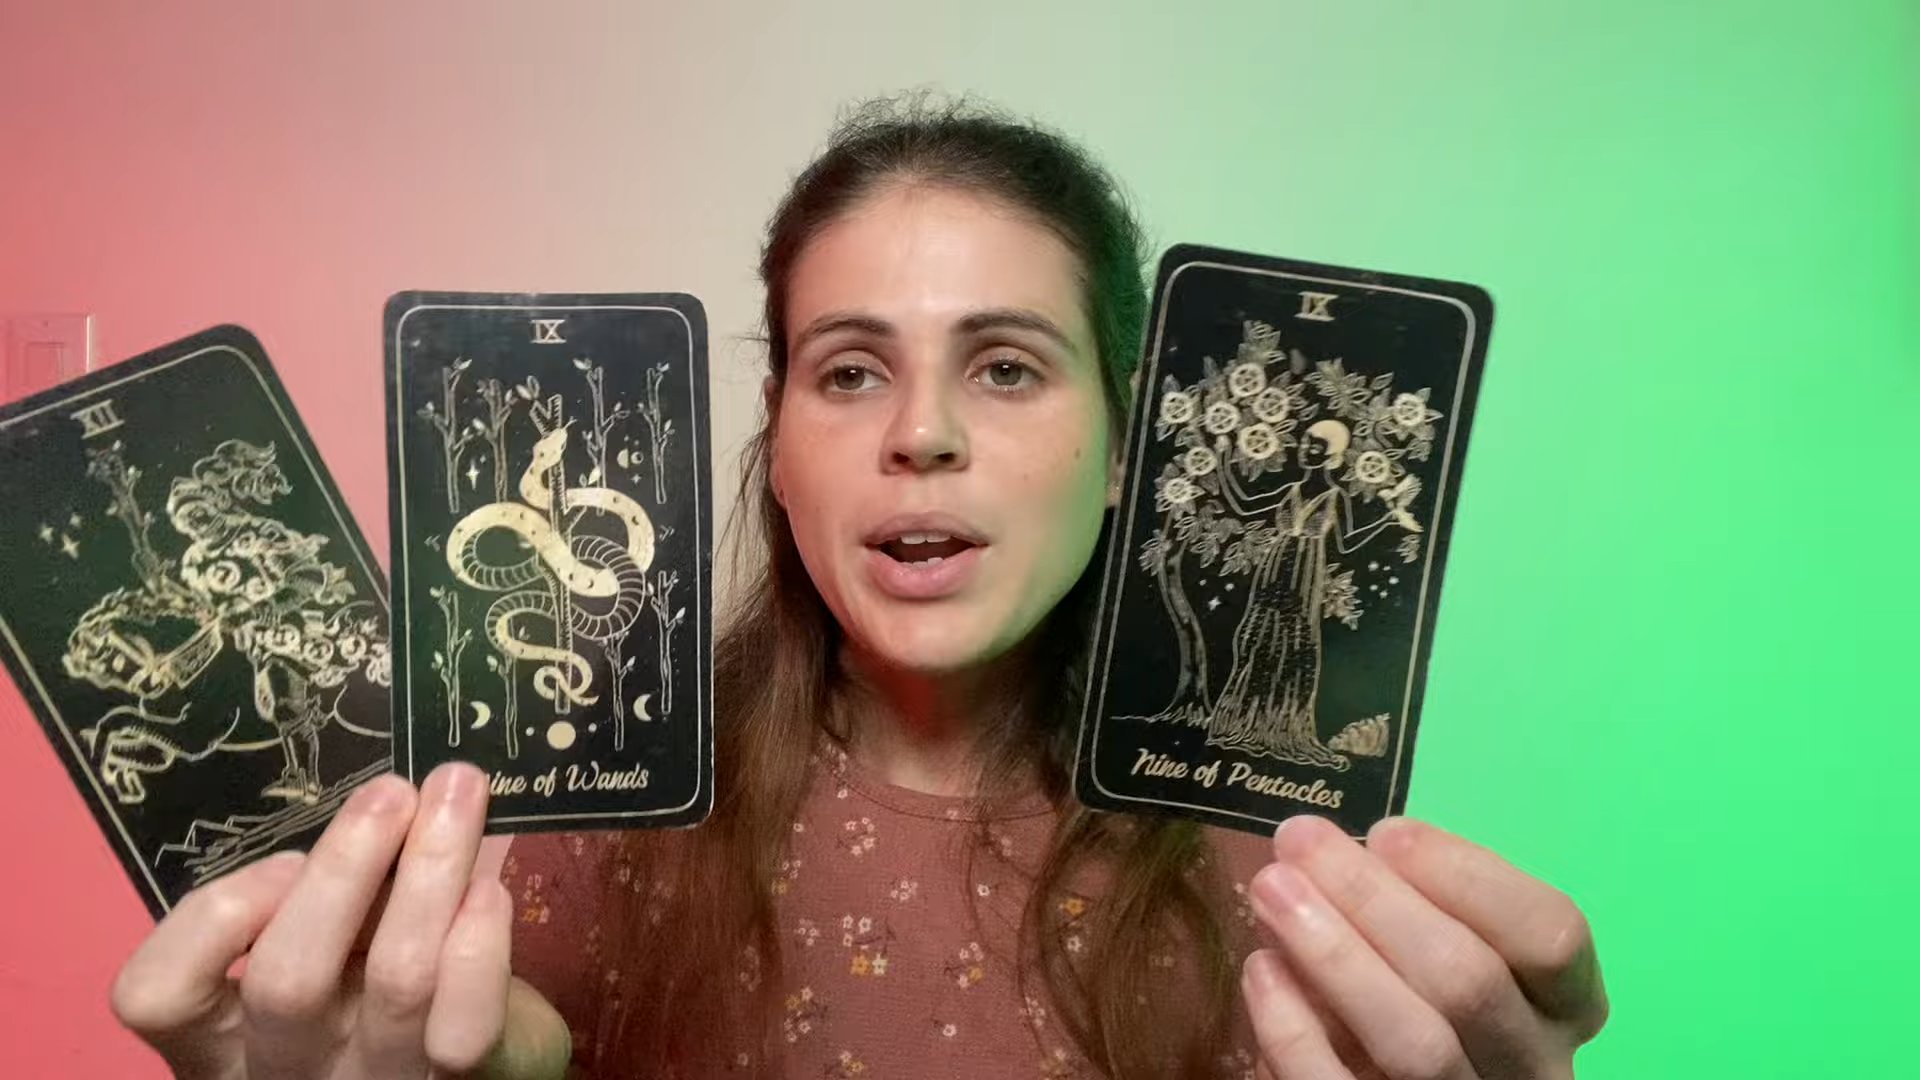 XII
IX
ine of Wands
IX
Nine of Pentacles